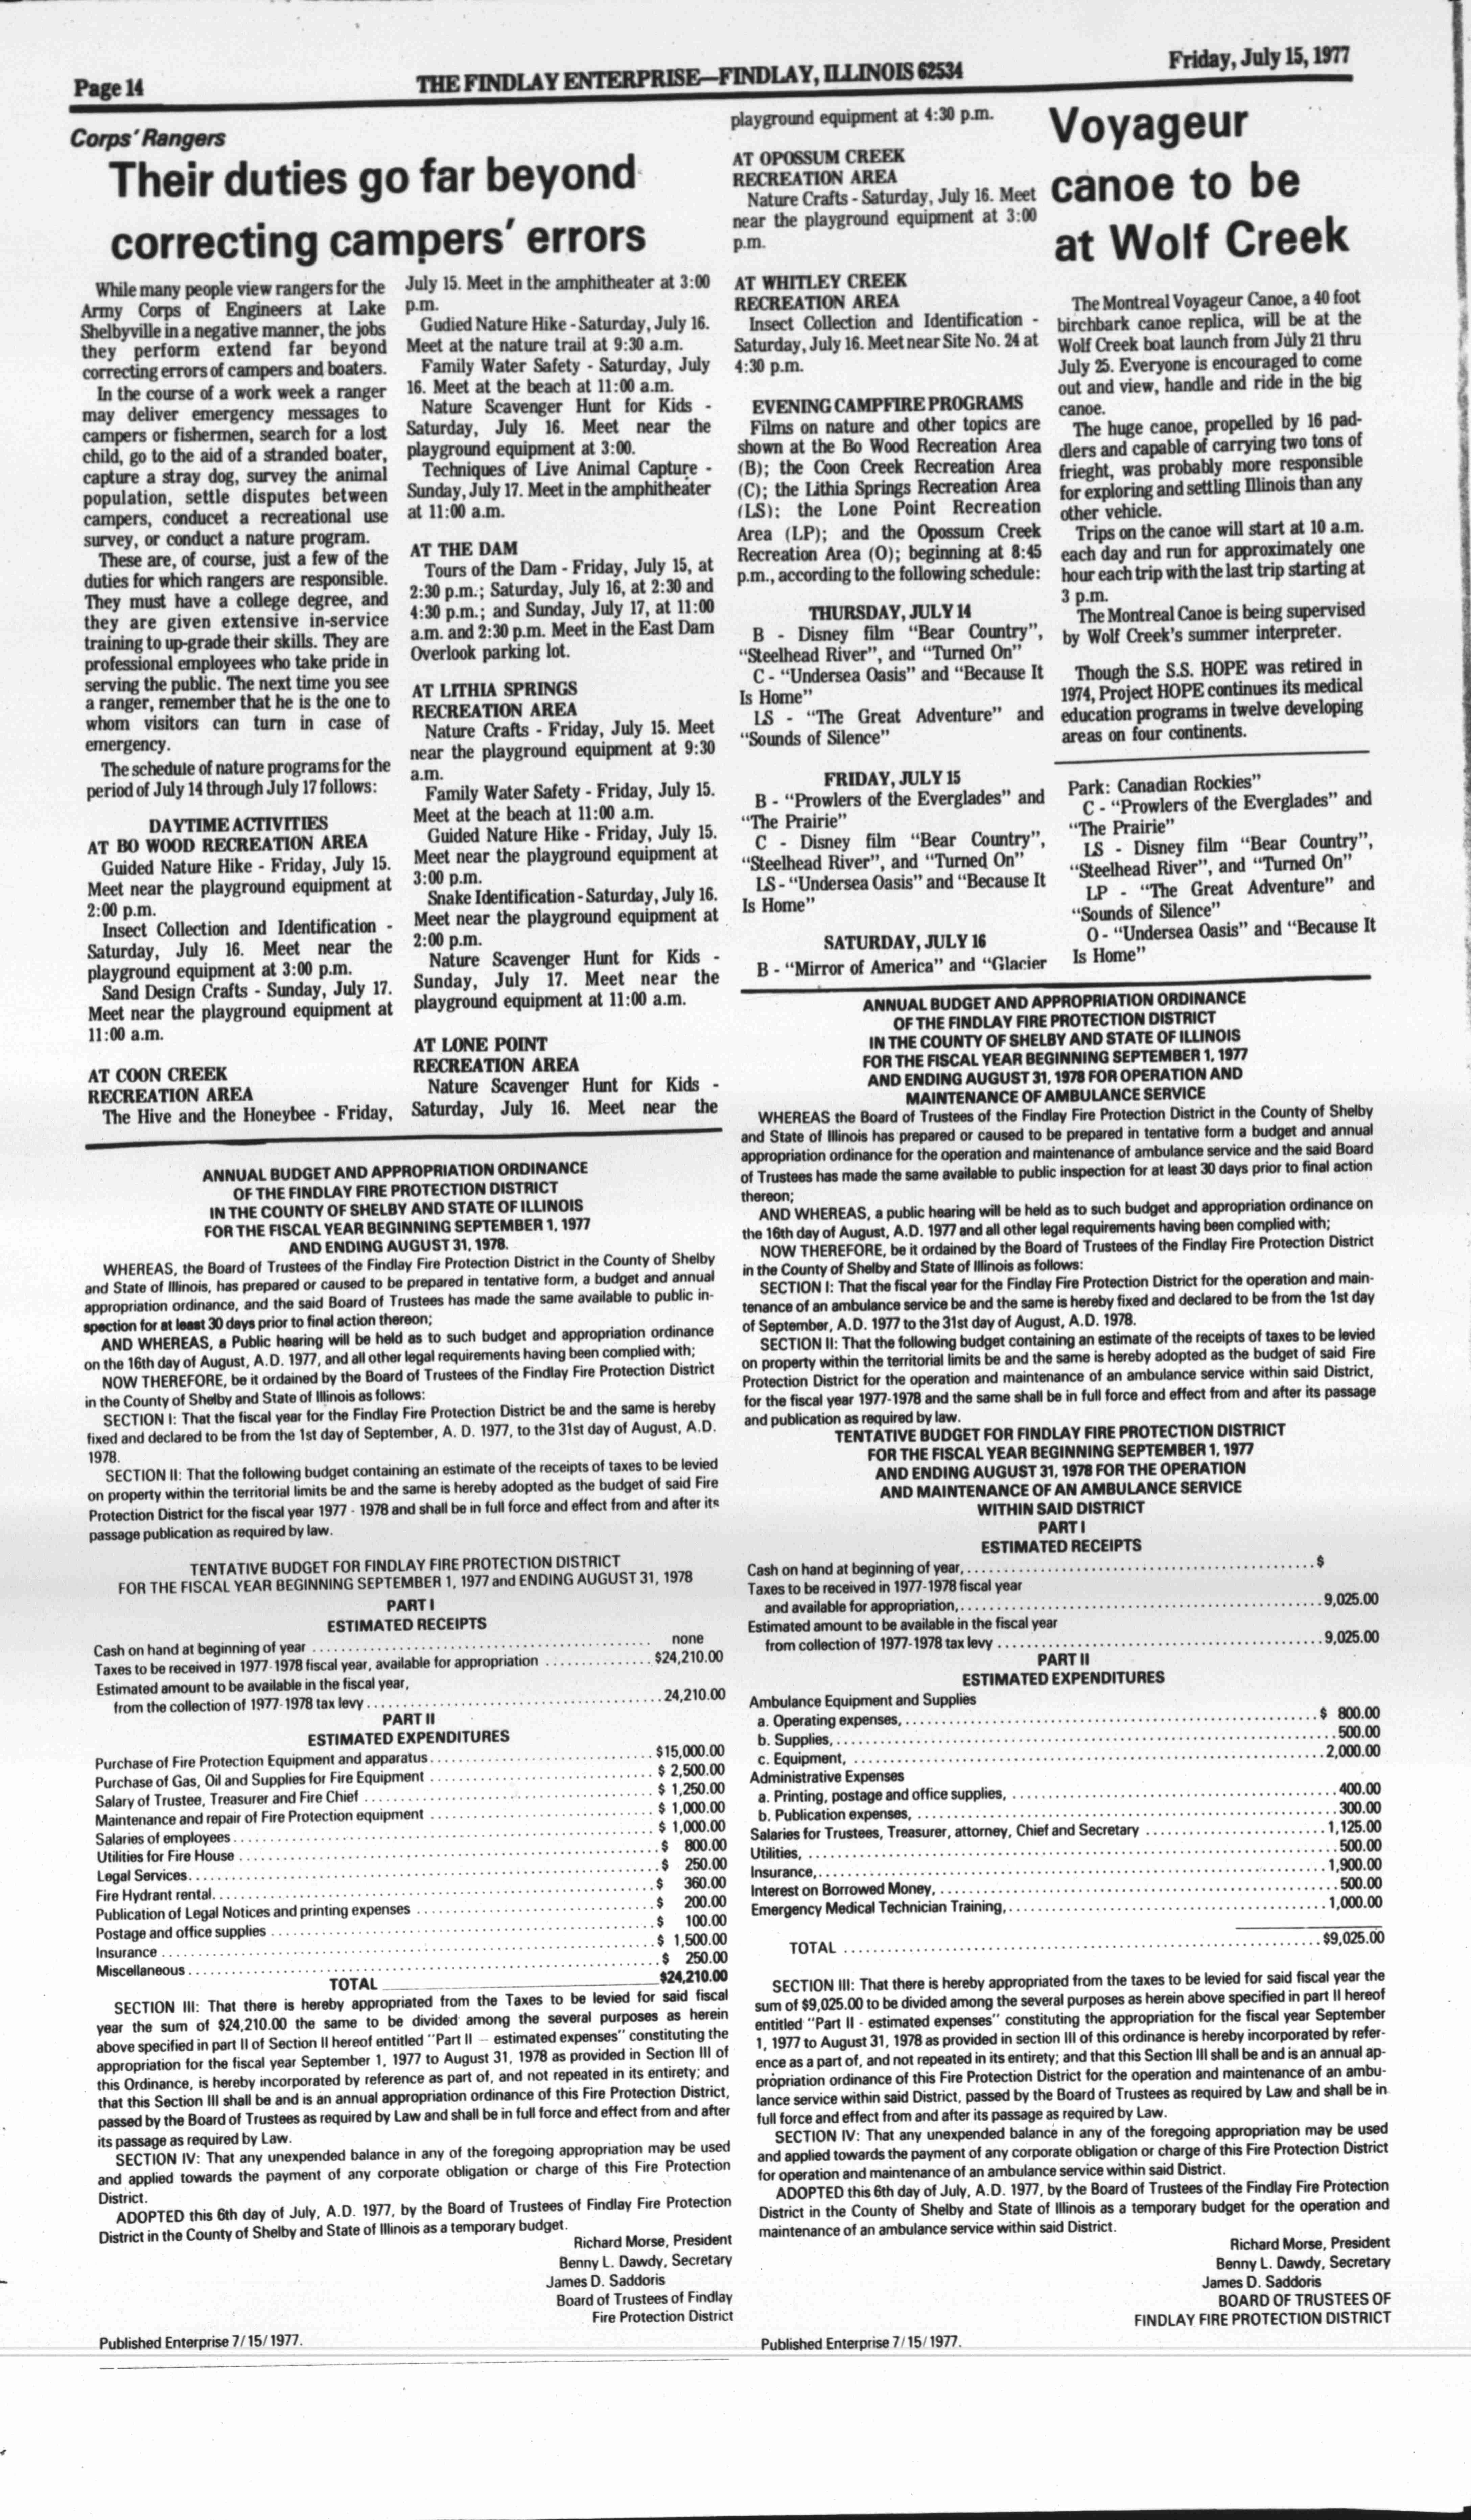 Page 14
THE FINDLAY ENTERPRISE—FINDLAY, ILLINOIS 62534
Friday, July 15, 1977
Corps' Rangers
Their duties go far beyond
correcting campers' errors
While many people view rangers for the
Army Corps of Engineers at Lake
Shelbyville in a negative manner, the jobs
they perform extend far beyond
correcting errors of campers and boaters.
In the course of a work week a ranger
may deliver emergency messages to
campers or fishermen, search for a lost
child, go to the aid of a stranded boater,
capture a stray dog, survey the animal
population, settle disputes between
campers, conducet a recreational use
survey, or conduct a nature program.
These are, of course, just a few of the
duties for which rangers are responsible.
They must have a college degree, and
they are given extensive in-service
training to up-grade their skills. They are
professional employees who take pride in
serving the public. The next time you see
a ranger, remember that he is the one to
whom visitors can turn in case of
emergency.
The schedule of nature programs for the
period of July 14 through July 17 follows:
DAYTIME ACTIVITIES
AT BO WOOD RECREATION AREA
Guided Nature Hike - Friday, July 15.
Meet near the playground equipment at
2:00 p.m.
Insect Collection and Identification -
Saturday, July 16. Meet near the
playground equipment at 3:00 p.m.
Sand Design Crafts - Sunday, July 17.
Meet near the playground equipment at
11:00 a.m.
AT COON CREEK
RECREATION AREA
The Hive and the Honeybee - Friday,
July 15. Meet in the amphitheater at 3:00
p.m.
Gudied Nature Hike - Saturday, July 16.
Meet at the nature trail at 9:30 a.m.
Family Water Safety - Saturday, July
16. Meet at the beach at 11:00 a.m.
Nature Scavenger Hunt for Kids -
Saturday, July 16. Meet near the
playground equipment at 3:00.
Techniques of Live Animal Capture -
Sunday, July 17. Meet in the amphitheater
at 11:00 a.m.
AT THE DAM
Tours of the Dam - Friday, July 15, at
2:30 p.m.; Saturday, July 16, at 2:30 and
4:30 p.m.; and Sunday, July 17, at 11:00
a.m. and 2:30 p.m. Meet in the East Dam
Overlook parking lot.
AT LITHIA SPRINGS
RECREATION AREA
Nature Crafts - Friday, July 15. Meet
near the playground equipment at 9:30
a.m.
Family Water Safety - Friday, July 15.
Meet at the beach at 11:00 a.m.
Guided Nature Hike - Friday, July 15.
Meet near the playground equipment at
3:00 p.m.
Snake Identification - Saturday, July 16.
Meet near the playground equipment at
2:00 p.m.
Nature Scavenger Hunt for Kids -
Sunday, July 17. Meet near the
playground equipment at 11:00 a.m.
AT LONE POINT
RECREATION AREA
Nature Scavenger Hunt for Kids -
Saturday, July 16. Meet near the
playground equipment at 4:30 p.m.
AT OPOSSUM CREEK
RECREATION AREA
Nature Crafts - Saturday, July 16. Meet
near the playground equipment at 3:00
p.m.
AT WHITLEY CREEK
RECREATION AREA
Insect Collection and Identification -
Saturday, July 16. Meet near Site No. 24 at
4:30 p.m.
EVENING CAMPFIRE PROGRAMS
Films on nature and other topics are
shown at the Bo Wood Recreation Area
(B); the Coon Creek Recreation Area
(C); the Lithia Springs Recreation Area
(LS); the Lone Point Recreation
Area (LP); and the Opossum Creek
Recreation Area (O); beginning at 8:45
p.m., according to the following schedule:
THURSDAY, JULY 14
B - Disney film "Bear Country",
"Steelhead River", and "Turned On"
C - "Undersea Oasis" and "Because It
Is Home"
LS - "The Great Adventure" and
"Sounds of Silence"
FRIDAY, JULY 15
B - "Prowlers of the Everglades" and
"The Prairie"
C - Disney film "Bear Country",
"Steelhead River", and "Turned On"
LS - "Undersea Oasis" and "Because It
Is Home"
SATURDAY, JULY 16
B - "Mirror of America" and "Glacier
Park: Canadian Rockies"
C - "Prowlers of the Everglades" and
"The Prairie"
LS - Disney film "Bear Country",
"Steelhead River", and "Turned On"
LP - "The Great Adventure" and
"Sounds of Silence"
O - "Undersea Oasis" and "Because It
Is Home"
Voyageur
canoe to be
at Wolf Creek
The Montreal Voyageur Canoe, a 40 foot
birchbark canoe replica, will be at the
Wolf Creek boat launch from July 21 thru
July 25. Everyone is encouraged to come
out and view, handle and ride in the big
canoe.
The huge canoe, propelled by 16 pad-
dlers and capable of carrying two tons of
frieght, was probably more responsible
for exploring and settling Illinois than any
other vehicle.
Trips on the canoe will start at 10 a.m.
each day and run for approximately one
hour each trip with the last trip starting at
3 p.m.
The Montreal Canoe is being supervised
by Wolf Creek's summer interpreter.
Though the S.S. HOPE was retired in
1974, Project HOPE continues its medical
education programs in twelve developing
areas on four continents.
ANNUAL BUDGET AND APPROPRIATION ORDINANCE
OF THE FINDLAY FIRE PROTECTION DISTRICT
IN THE COUNTY OF SHELBY AND STATE OF ILLINOIS
FOR THE FISCAL YEAR BEGINNING SEPTEMBER 1, 1977
AND ENDING AUGUST 31, 1978.
WHEREAS, the Board of Trustees of the Findlay Fire Protection District in the County of Shelby
and State of Illinois, has prepared or caused to be prepared in tentative form, a budget and annual
appropriation ordinance, and the said Board of Trustees has made the same available to public in-
spection for at least 30 days prior to final action thereon;
AND WHEREAS, a Public hearing will be held as to such budget and appropriation ordinance
on the 16th day of August, A.D. 1977, and all other legal requirements having been complied with;
NOW THEREFORE, be it ordained by the Board of Trustees of the Findlay Fire Protection District
in the County of Shelby and State of Illinois as follows:
SECTION I: That the fiscal year for the Findlay Fire Protection District be and the same is hereby
fixed and declared to be from the 1st day of September, A. D. 1977, to the 31st day of August, A.D.
1978.
SECTION II: That the following budget containing an estimate of the receipts of taxes to be levied
on property within the territorial limits be and the same is hereby adopted as the budget of said Fire
Protection District for the fiscal year 1977 - 1978 and shall be in full force and effect from and after its
passage publication as required by law.
TENTATIVE BUDGET FOR FINDLAY FIRE PROTECTION DISTRICT
FOR THE FISCAL YEAR BEGINNING SEPTEMBER 1, 1977 and ENDING AUGUST 31, 1978
PART I
ESTIMATED RECEIPTS
Cash on hand at beginning of year ..... none
Taxes to be received in 1977-1978 fiscal year, available for appropriation ..... $24,210.00
Estimated amount to be available in the fiscal year,
from the collection of 1977-1978 tax levy ..... 24,210.00
PART II
ESTIMATED EXPENDITURES
Purchase of Fire Protection Equipment and apparatus ..... $15,000.00
Purchase of Gas, Oil and Supplies for Fire Equipment ..... $ 2,500.00
Salary of Trustee, Treasurer and Fire Chief ..... $ 1,250.00
Maintenance and repair of Fire Protection equipment ..... $ 1,000.00
Salaries of employees ..... $ 1,000.00
Utilities for Fire House ..... $ 800.00
Legal Services ..... $ 250.00
Fire Hydrant rental ..... $ 360.00
Publication of Legal Notices and printing expenses ..... $ 200.00
Postage and office supplies ..... $ 100.00
Insurance ..... $ 1,500.00
Miscellaneous ..... $ 250.00
TOTAL $24,210.00
SECTION III: That there is hereby appropriated from the Taxes to be levied for said fiscal
year the sum of $24,210.00 the same to be divided among the several purposes as herein
above specified in part II of Section II hereof entitled "Part II — estimated expenses" constituting the
appropriation for the fiscal year September 1, 1977 to August 31, 1978 as provided in Section III of
this Ordinance, is hereby incorporated by reference as part of, and not repeated in its entirety; and
that this Section III shall be and is an annual appropriation ordinance of this Fire Protection District,
passed by the Board of Trustees as required by Law and shall be in full force and effect from and after
its passage as required by Law.
SECTION IV: That any unexpended balance in any of the foregoing appropriation may be used
and applied towards the payment of any corporate obligation or charge of this Fire Protection
District.
ADOPTED this 6th day of July, A.D. 1977, by the Board of Trustees of Findlay Fire Protection
District in the County of Shelby and State of Illinois as a temporary budget.
Richard Morse, President
Benny L. Dawdy, Secretary
James D. Saddoris
Board of Trustees of Findlay
Fire Protection District
Published Enterprise 7/15/1977.
ANNUAL BUDGET AND APPROPRIATION ORDINANCE
OF THE FINDLAY FIRE PROTECTION DISTRICT
IN THE COUNTY OF SHELBY AND STATE OF ILLINOIS
FOR THE FISCAL YEAR BEGINNING SEPTEMBER 1, 1977
AND ENDING AUGUST 31, 1978 FOR OPERATION AND
MAINTENANCE OF AMBULANCE SERVICE
WHEREAS the Board of Trustees of the Findlay Fire Protection District in the County of Shelby
and State of Illinois has prepared or caused to be prepared in tentative form a budget and annual
appropriation ordinance for the operation and maintenance of ambulance service and the said Board
of Trustees has made the same available to public inspection for at least 30 days prior to final action
thereon;
AND WHEREAS, a public hearing will be held as to such budget and appropriation ordinance on
the 16th day of August, A.D. 1977 and all other legal requirements having been complied with;
NOW THEREFORE, be it ordained by the Board of Trustees of the Findlay Fire Protection District
in the County of Shelby and State of Illinois as follows:
SECTION I: That the fiscal year for the Findlay Fire Protection District for the operation and main-
tenance of an ambulance service be and the same is hereby fixed and declared to be from the 1st day
of September, A.D. 1977 to the 31st day of August, A.D. 1978.
SECTION II: That the following budget containing an estimate of the receipts of taxes to be levied
on property within the territorial limits be and the same is hereby adopted as the budget of said Fire
Protection District for the operation and maintenance of an ambulance service within said District,
for the fiscal year 1977-1978 and the same shall be in full force and effect from and after its passage
and publication as required by law.
TENTATIVE BUDGET FOR FINDLAY FIRE PROTECTION DISTRICT
FOR THE FISCAL YEAR BEGINNING SEPTEMBER 1, 1977
AND ENDING AUGUST 31, 1978 FOR THE OPERATION
AND MAINTENANCE OF AN AMBULANCE SERVICE
WITHIN SAID DISTRICT
PART I
ESTIMATED RECEIPTS
Cash on hand at beginning of year, ..... $
Taxes to be received in 1977-1978 fiscal year
and available for appropriation, ..... 9,025.00
Estimated amount to be available in the fiscal year
from collection of 1977-1978 tax levy ..... 9,025.00
PART II
ESTIMATED EXPENDITURES
Ambulance Equipment and Supplies
a. Operating expenses, ..... $ 800.00
b. Supplies, ..... 500.00
c. Equipment, ..... 2,000.00
Administrative Expenses
a. Printing, postage and office supplies, ..... 400.00
b. Publication expenses, ..... 300.00
Salaries for Trustees, Treasurer, attorney, Chief and Secretary ..... 1,125.00
Utilities, ..... 500.00
Insurance, ..... 1,900.00
Interest on Borrowed Money, ..... 500.00
Emergency Medical Technician Training, ..... 1,000.00
TOTAL ..... $9,025.00
SECTION III: That there is hereby appropriated from the taxes to be levied for said fiscal year the
sum of $9,025.00 to be divided among the several purposes as herein above specified in part II hereof
entitled "Part II - estimated expenses" constituting the appropriation for the fiscal year September
1, 1977 to August 31, 1978 as provided in section III of this ordinance is hereby incorporated by refer-
ence as a part of, and not repeated in its entirety; and that this Section III shall be and is an annual ap-
propriation ordinance of this Fire Protection District for the operation and maintenance of an ambu-
lance service within said District, passed by the Board of Trustees as required by Law and shall be in
full force and effect from and after its passage as required by Law.
SECTION IV: That any unexpended balance in any of the foregoing appropriation may be used
and applied towards the payment of any corporate obligation or charge of this Fire Protection District
for operation and maintenance of an ambulance service within said District.
ADOPTED this 6th day of July, A.D. 1977, by the Board of Trustees of the Findlay Fire Protection
District in the County of Shelby and State of Illinois as a temporary budget for the operation and
maintenance of an ambulance service within said District.
Richard Morse, President
Benny L. Dawdy, Secretary
James D. Saddoris
BOARD OF TRUSTEES OF
FINDLAY FIRE PROTECTION DISTRICT
Published Enterprise 7/15/1977.